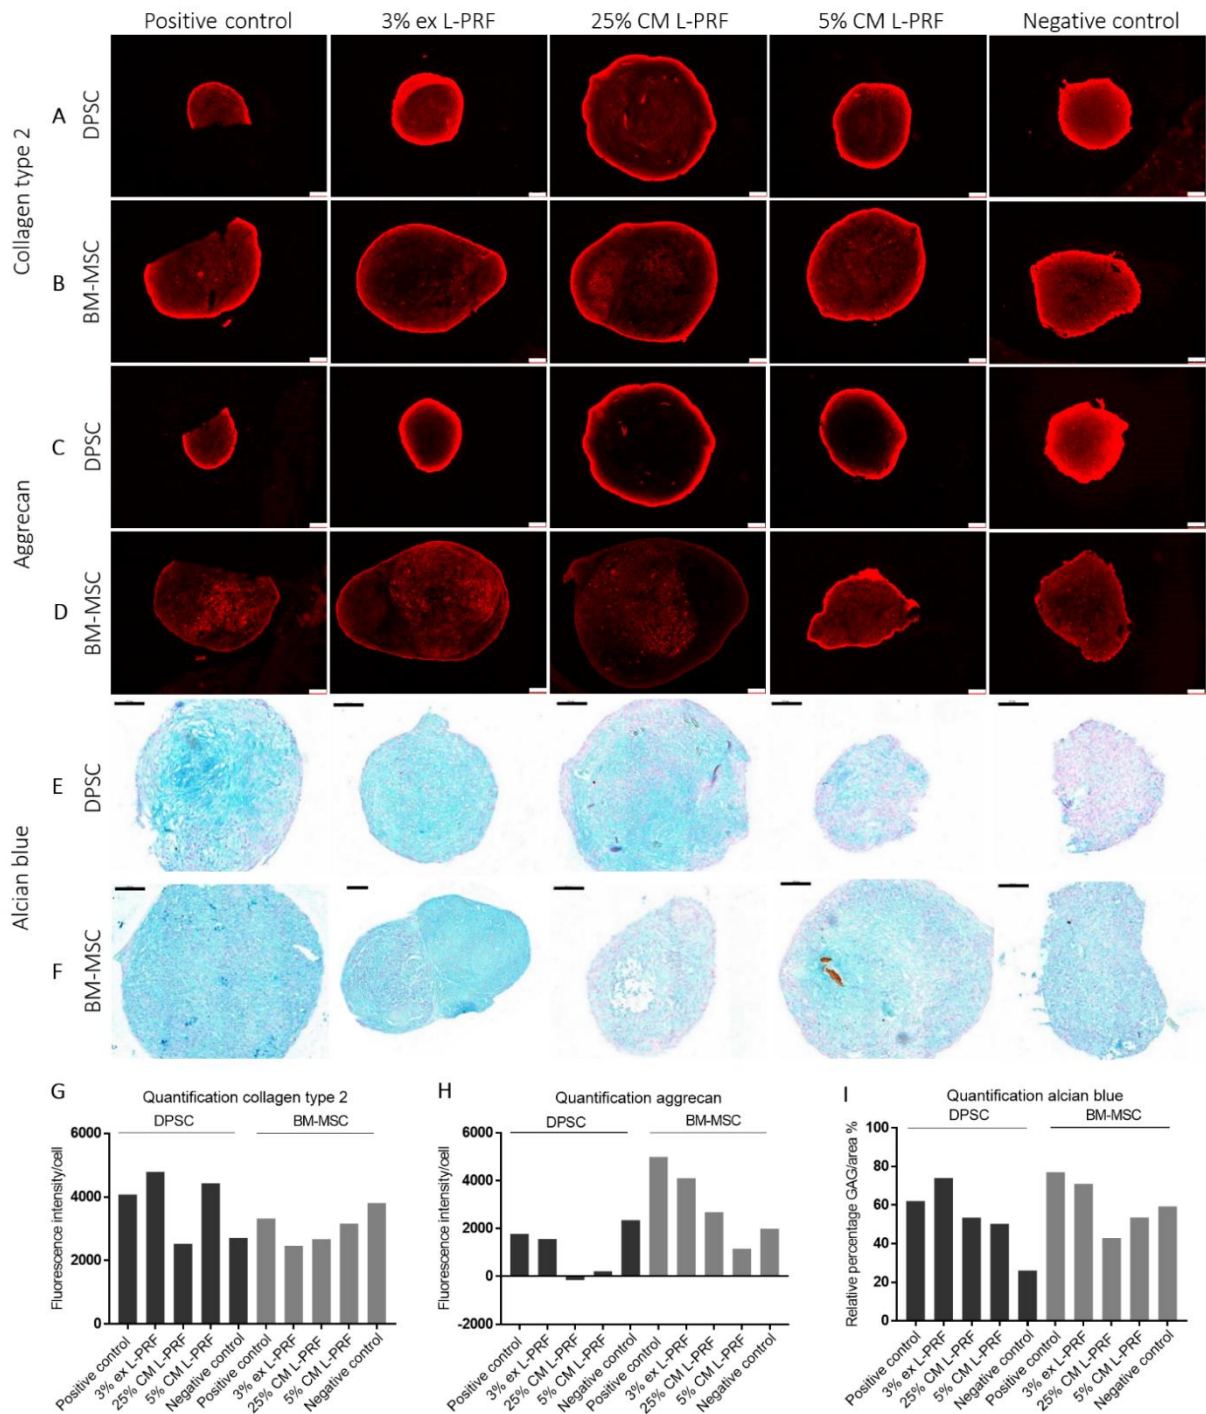 Positive control 3% ex L-PRF 25% CM L-PRF 5% CM L-PRF Negative control
Collagen type 2
A DPSC
B BM-MSC
Aggrecan
C DPSC
D BM-MSC
Alcian blue
E DPSC
F BM-MSC
G Quantification collagen type 2
DPSC BM-MSC
Fluorescence intensity/cell
6000
4000
2000
0
Positive control
3% ex L-PRF
25% CM L-PRF
5% CM L-PRF
Negative control
Positive control
3% ex L-PRF
25% CM L-PRF
5% CM L-PRF
Negative control
H Quantification aggrecan
DPSC BM-MSC
Fluorescence intensity/cell
6000
4000
2000
0
-2000
Positive control
3% ex L-PRF
25% CM L-PRF
5% CM L-PRF
Negative control
Positive control
3% ex L-PRF
25% CM L-PRF
5% CM L-PRF
Negative control
I Quantification alcian blue
DPSC BM-MSC
Relative percentage GAG/area %
100
80
60
40
20
0
Positive control
3% ex L-PRF
25% CM L-PRF
5% CM L-PRF
Negative control
Positive control
3% ex L-PRF
25% CM L-PRF
5% CM L-PRF
Negative control